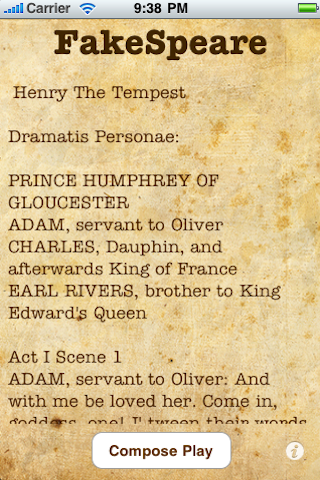 Carrier 9:38 PM
FakeSpeare
Henry The Tempest
Dramatis Personae:
PRINCE HUMPHREY OF
GLOUCESTER
ADAM, servant to Oliver
CHARLES, Dauphin, and
afterwards King of France
EARL RIVERS, brother to King
Edward's Queen
Act I Scene 1
ADAM, servant to Oliver: And
with me be loved her. Come in,
goddess, one! I' tween their words
Compose Play
i